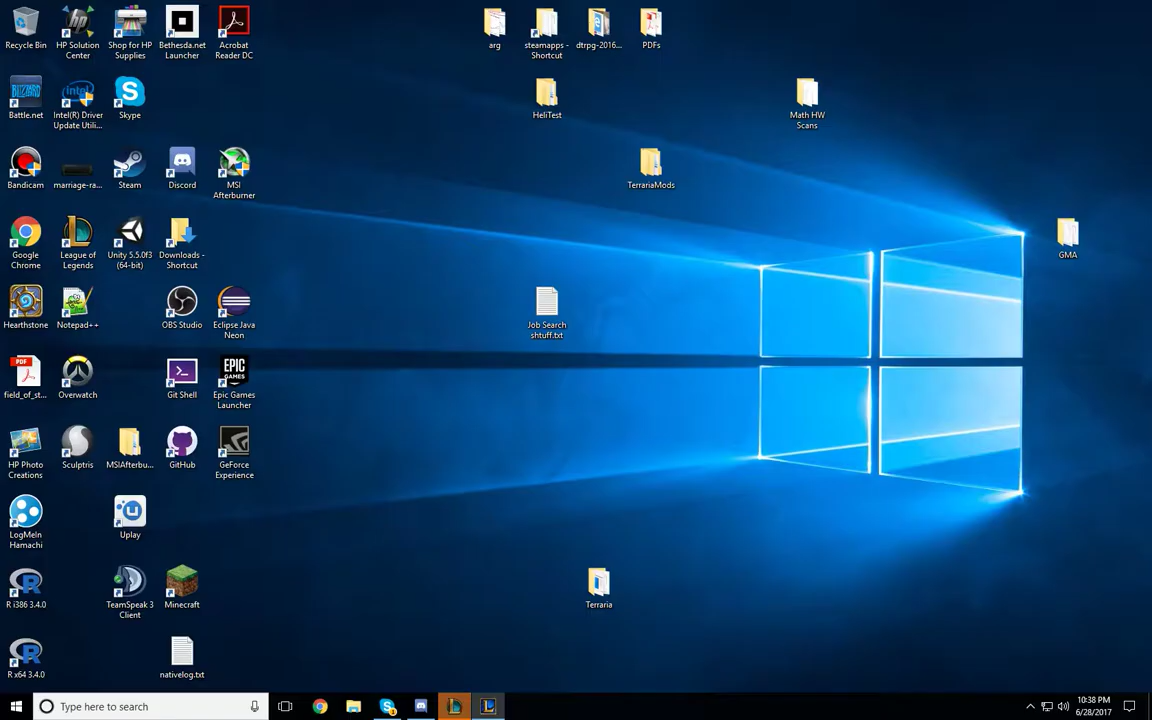 Recycle Bin
HP Solution
Center
Shop for HP
Supplies
Bethesda.net
Launcher
Acrobat
Reader DC
arg
steamapps -
Shortcut
dtrpg-2016...
PDFs
Battle.net
Intel(R) Driver
Update Utili...
Skype
HeliTest
Math HW
Scans
Bandicam
marriage-ra...
Steam
Discord
MSI
Afterburner
TerrariaMods
Google
Chrome
League of
Legends
Unity 5.5.0f3
(64-bit)
Downloads -
Shortcut
GMA
Hearthstone
Notepad++
OBS Studio
Eclipse Java
Neon
Job Search
shtuff.txt
field_of_st...
Overwatch
Git Shell
Epic Games
Launcher
HP Photo
Creations
Sculptris
MSIAfterbu...
GitHub
GeForce
Experience
LogMeIn
Hamachi
Uplay
R i386 3.4.0
TeamSpeak 3
Client
Minecraft
Terraria
R x64 3.4.0
nativelog.txt
Type here to search
10:38 PM
6/28/2017